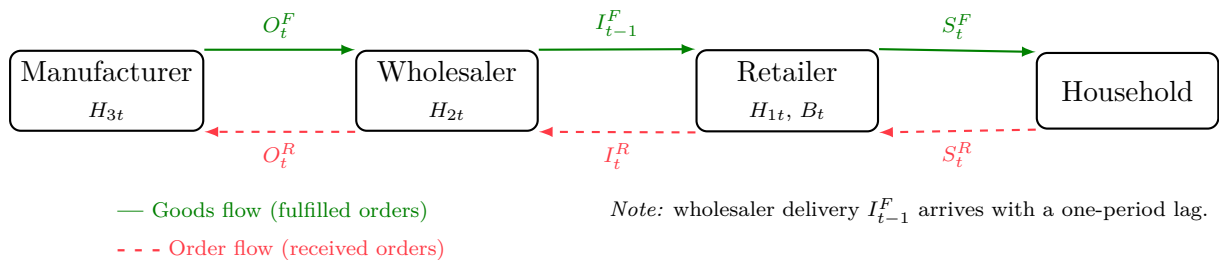 O_t^F
I_{t-1}^F
S_t^F
Manufacturer
H_{3t}
Wholesaler
H_{2t}
Retailer
H_{1t}, B_t
Household
O_t^R
I_t^R
S_t^R
Goods flow (fulfilled orders)
Order flow (received orders)
Note: wholesaler delivery I_{t-1}^F arrives with a one-period lag.